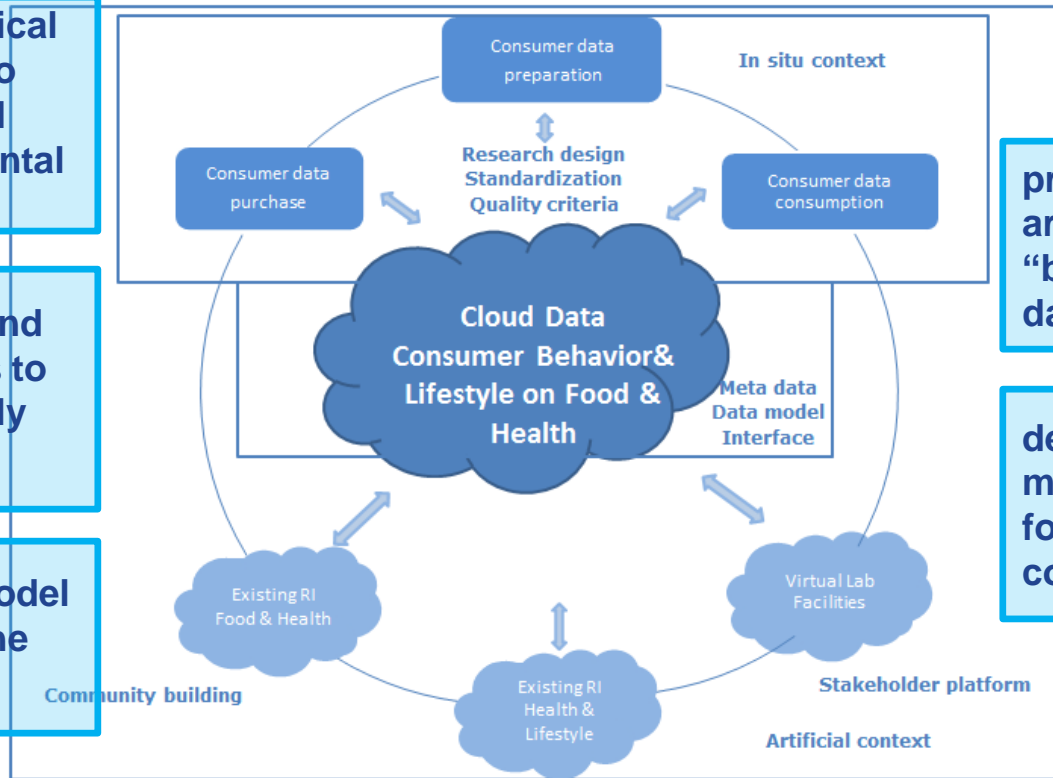 Consumer data
preparation
In situ context
Research design
Standardization
Quality criteria
Consumer data
purchase
Consumer data
consumption
Cloud Data
Consumer Behavior&
Lifestyle on Food &
Health
Meta data
Data model
Interface
Existing RI
Food & Health
Virtual Lab
Facilities
Existing RI
Health &
Lifestyle
Community building
Stakeholder platform
Artificial context
to